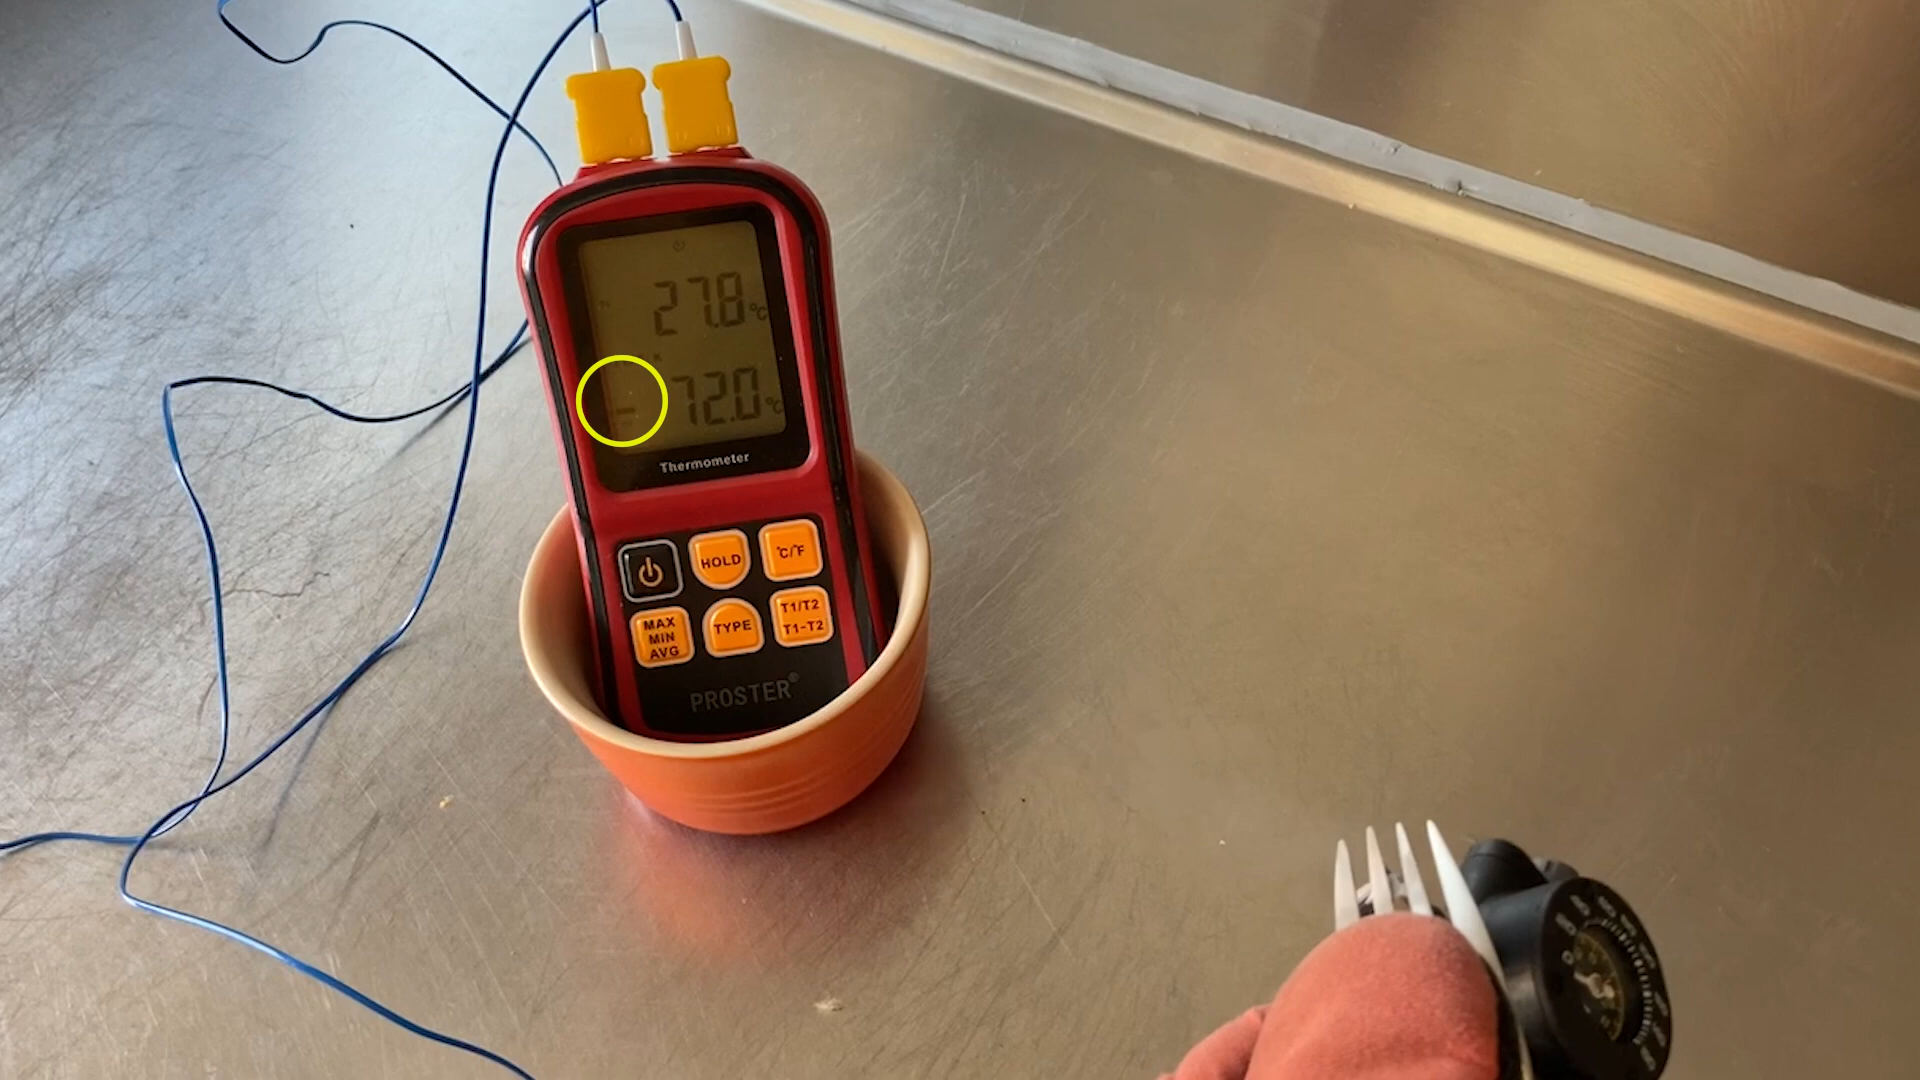 27.8 °C
K
- 72.0 °C
Thermometer
HOLD
°C/°F
MAX
MIN
AVG
TYPE
T1/T2
T1-T2
PROSTER®